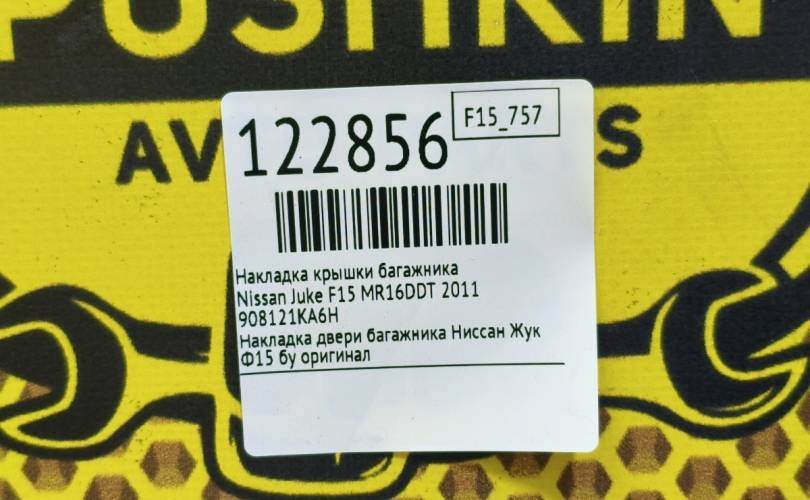 PUSHKIN
122856
F15_757
Накладка крышки багажника
Nissan Juke F15 MR16DDT 2011
908121KA6H
Накладка двери багажника Ниссан Жук
Ф15 бу оригинал